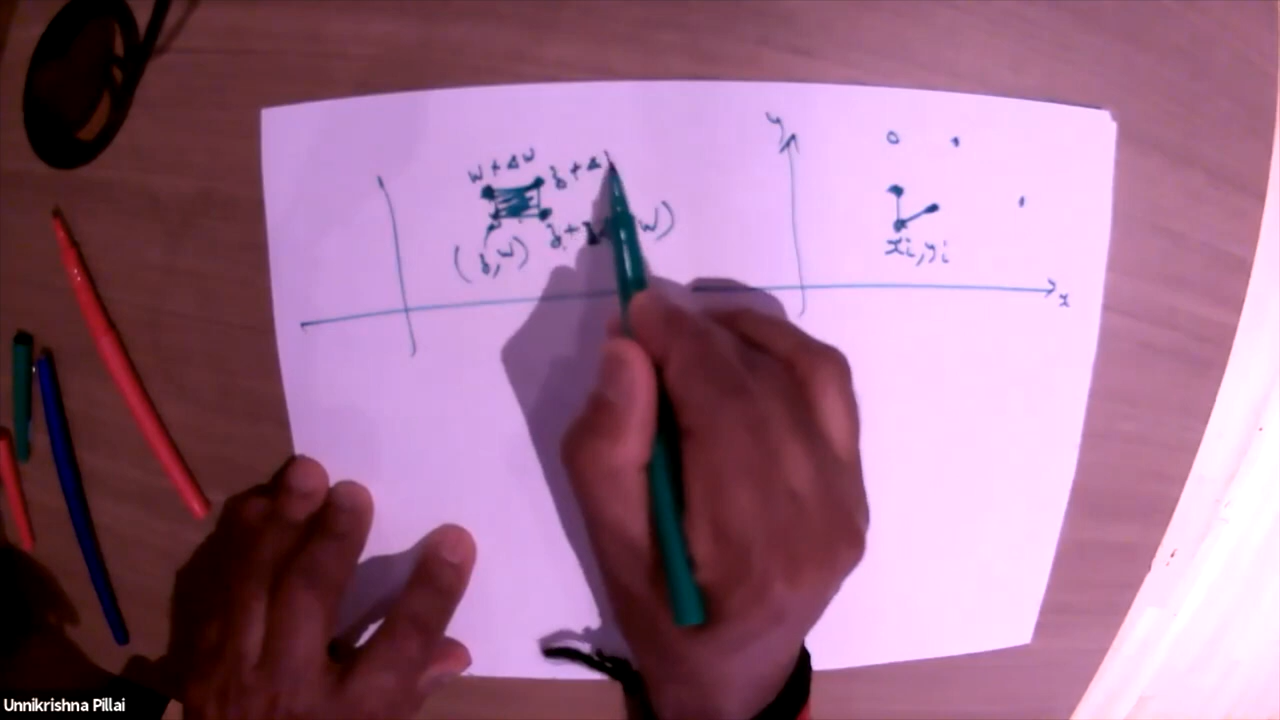 w + Δw
z + Δ
(z, w)
z +
w)
y
xi, yi
x
Unnikrishna Pillai